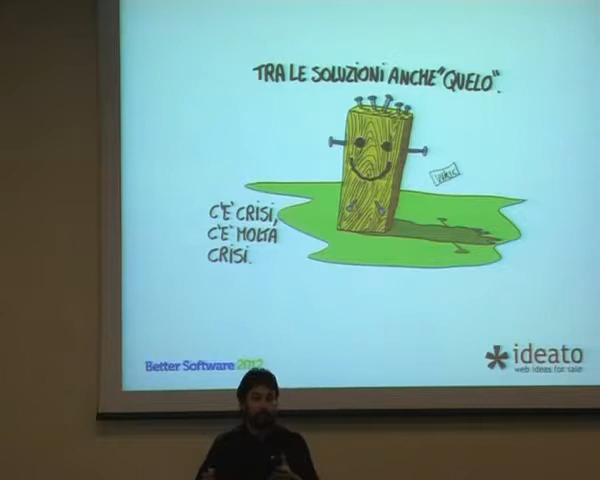 TRA LE SOLUZIONI ANCHE "QUELO".
C'E' CRISI,
C'E' MOLTA
CRISI.
Better Software 2012
ideato
web ideas for sale